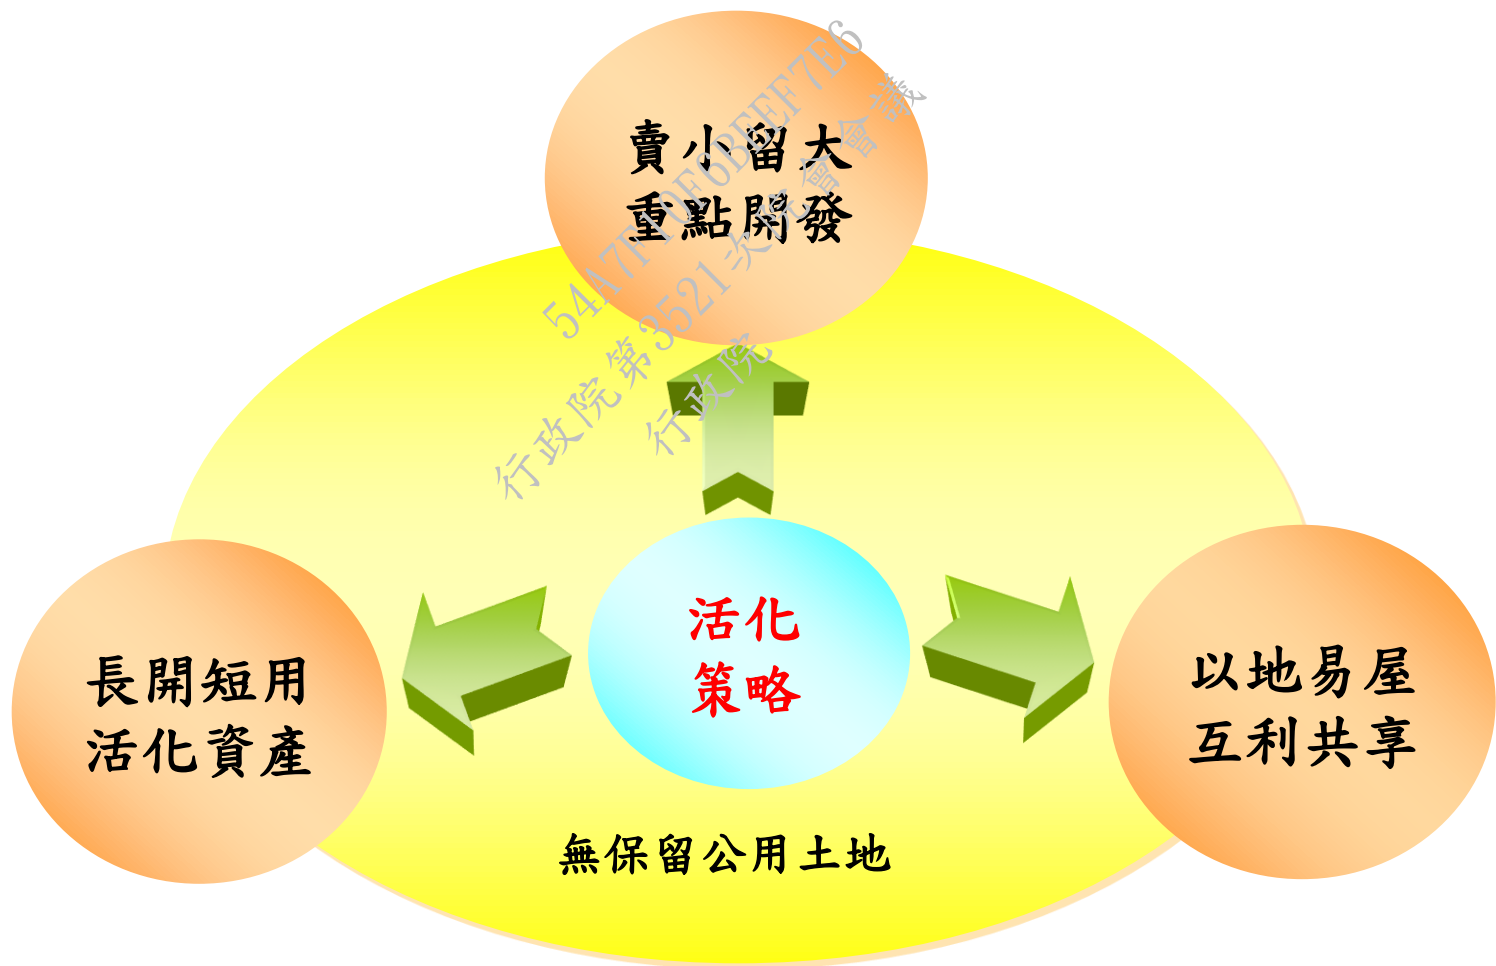 賣小留大
重點開發
54A7F1F0F6BEEF7E6
行政院第3521次院會會議
行政院
活化
策略
長開短用
活化資產
以地易屋
互利共享
無保留公用土地